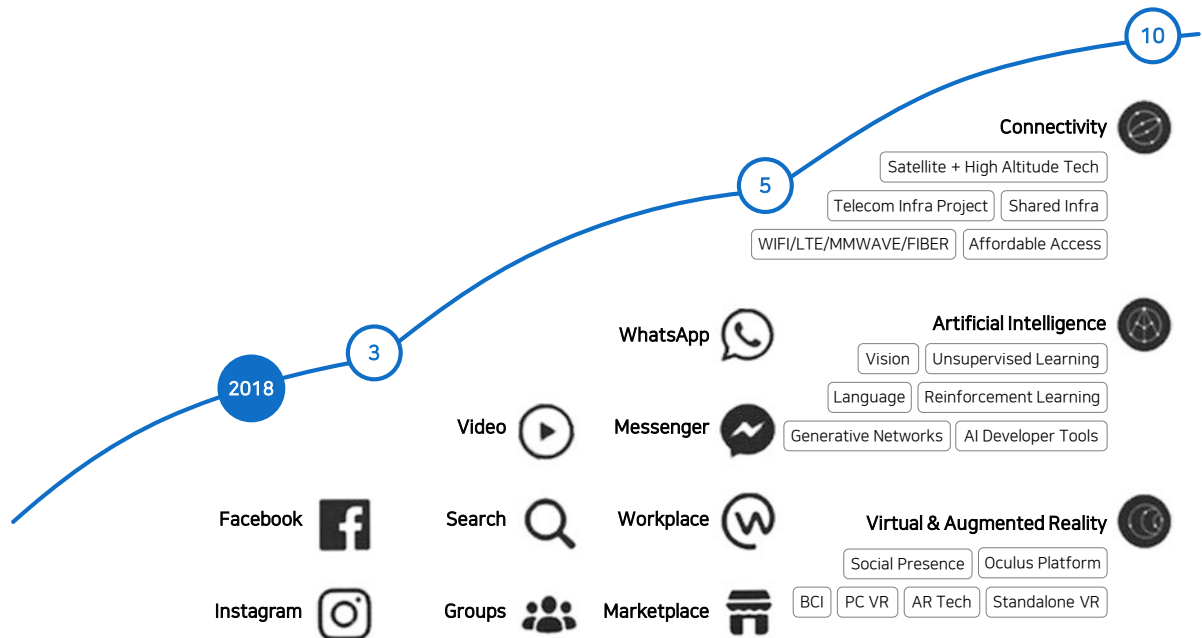 10
Connectivity
Satellite + High Altitude Tech
5
Telecom Infra Project Shared Infra
WIFI/LTE/MMWAVE/FIBER Affordable Access
WhatsApp Artificial Intelligence
3
Vision Unsupervised Learning
2018
Language Reinforcement Learning
Video Messenger
Generative Networks AI Developer Tools
Facebook Search Workplace Virtual & Augmented Reality
Social Presence Oculus Platform
Instagram Groups Marketplace BCI PC VR AR Tech Standalone VR